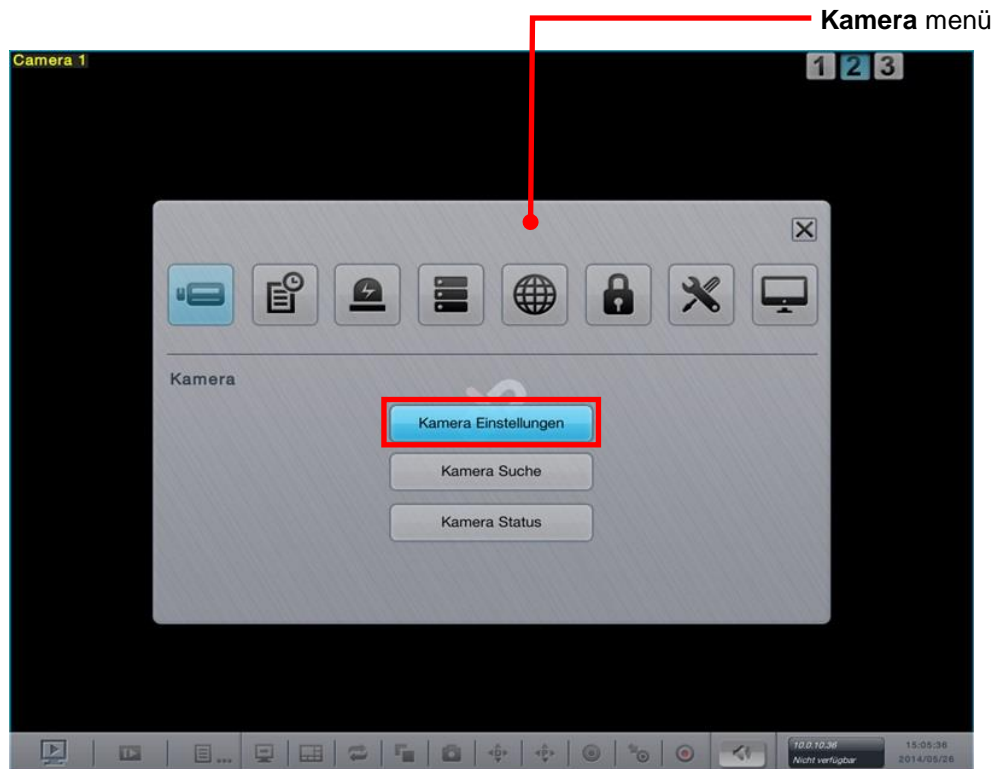 Kamera menü
Camera 1
1 2 3
Kamera
Kamera Einstellungen
Kamera Suche
Kamera Status
10.0.10.36
Nicht verfügbar
15:05:36
2014/05/26